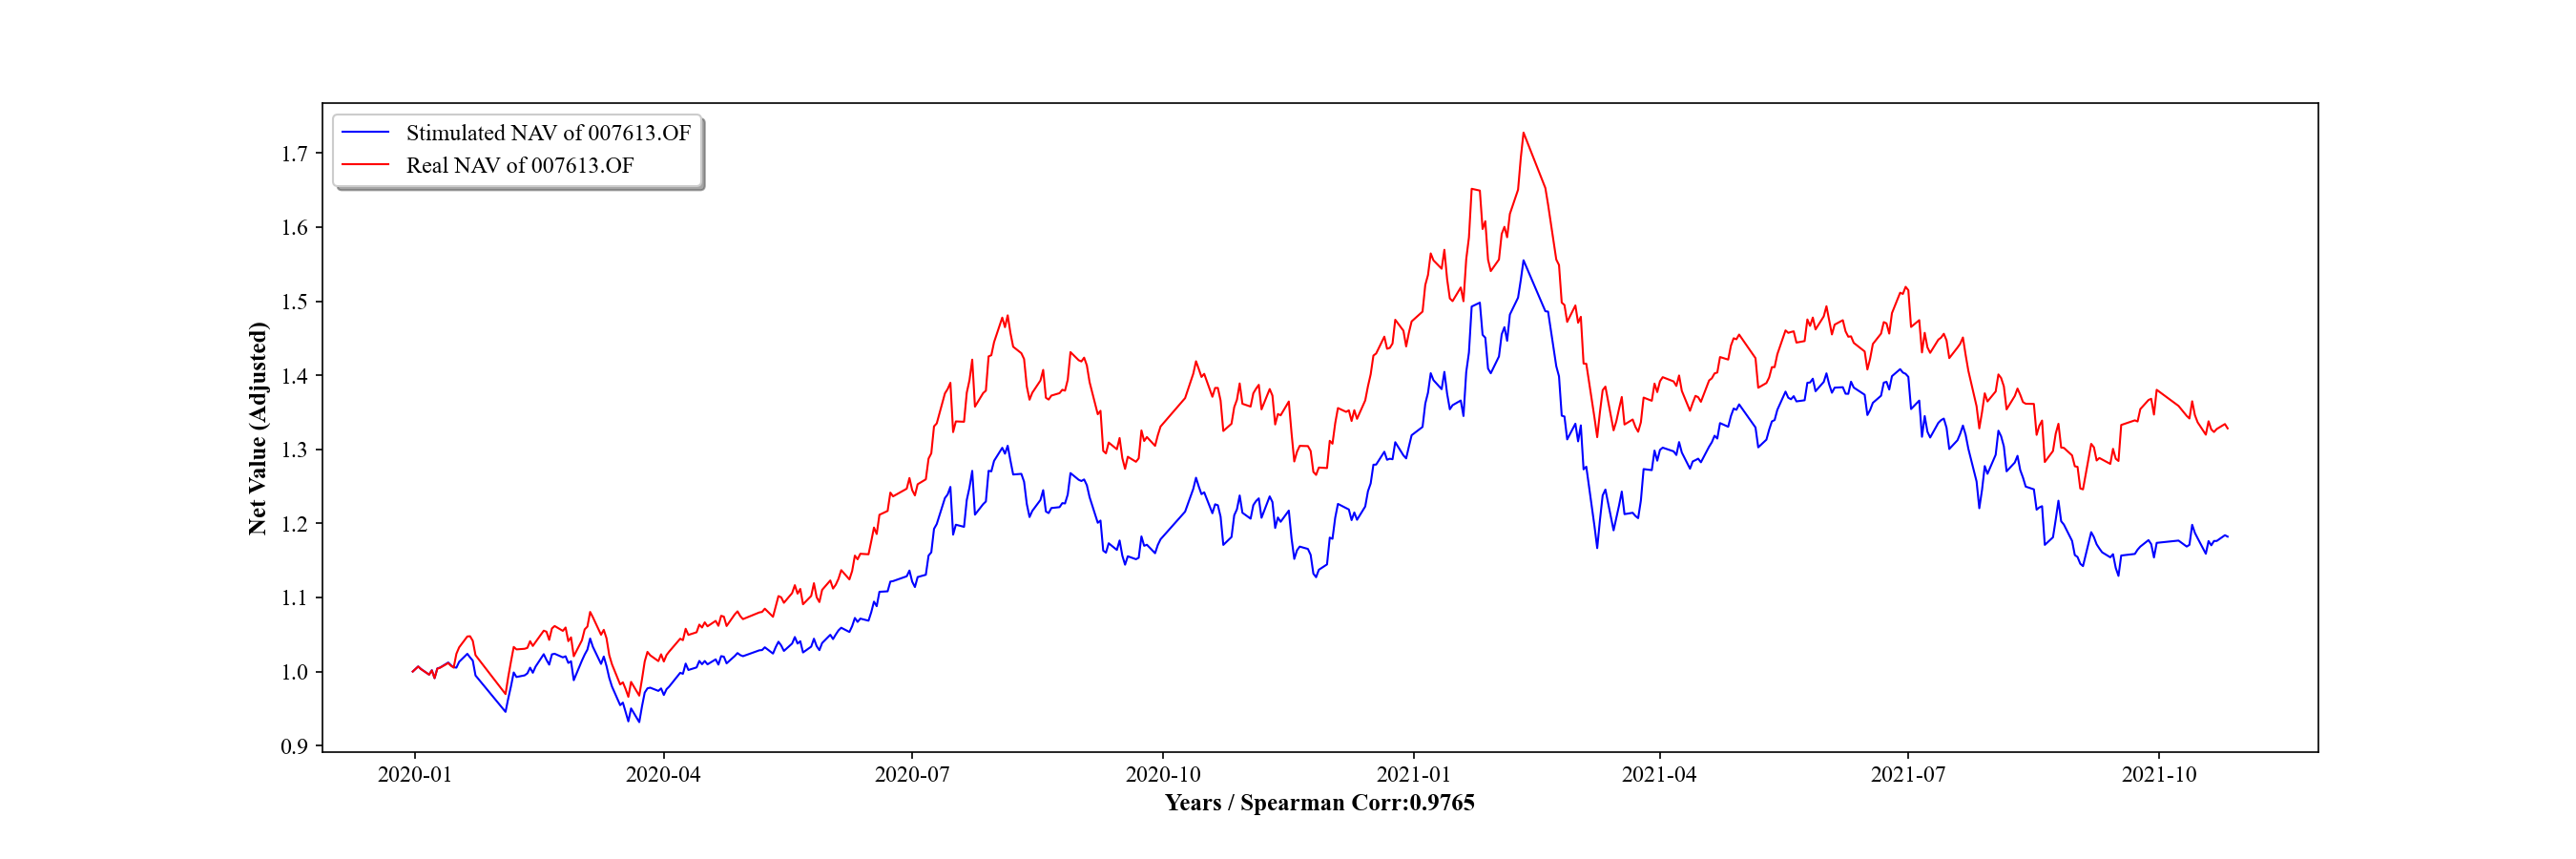 Stimulated NAV of 007613.OF
Real NAV of 007613.OF
Net Value (Adjusted)
1.7
1.6
1.5
1.4
1.3
1.2
1.1
1.0
0.9
2020-01 2020-04 2020-07 2020-10 2021-01 2021-04 2021-07 2021-10
Years / Spearman Corr:0.9765